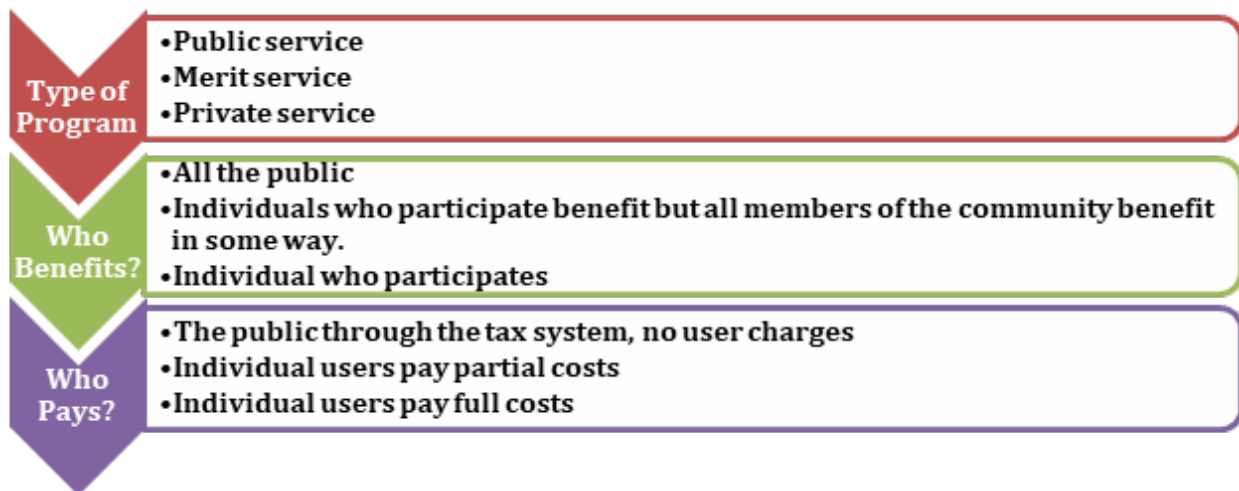 Type of
Program
•Public service
•Merit service
•Private service
Who
Benefits?
•All the public
•Individuals who participate benefit but all members of the community benefit
in some way.
•Individual who participates
Who
Pays?
•The public through the tax system, no user charges
•Individual users pay partial costs
•Individual users pay full costs